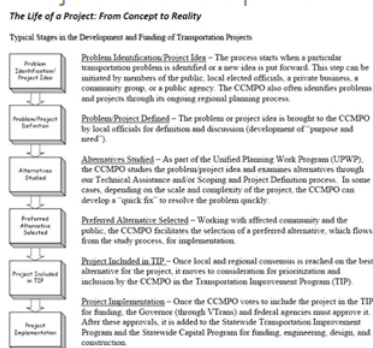 The Life of a Project: From Concept to Reality
Typical Stages in the Development and Funding of Transportation Projects
Problem
Identification/
Project Idea
Problem Identification/Project Idea – The process starts when a particular
transportation problem is identified or a new idea is put forward. This step can be
initiated by members of the public, local elected officials, a private business, a
community group, or a public agency. The CCMPO also often identifies problems
and projects through its ongoing regional planning process.
Problem/Project
Definition
Problem/Project Defined – The problem or project idea is brought to the CCMPO
by local officials for definition and discussion (development of "purpose and
need").
Alternatives
Studied
Alternatives Studied – As part of the Unified Planning Work Program (UPWP),
the CCMPO studies the problem/project idea and examines alternatives through
our Technical Assistance and/or Scoping and Project Definition process. In some
cases, depending on the scale and complexity of the project, the CCMPO can
develop a "quick fix" to resolve the problem quickly.
Preferred
Alternative
Selected
Preferred Alternative Selected – Working with affected community and the
public, the CCMPO facilitates the selection of a preferred alternative, which flows
from the study process, for implementation.
Project Included
in TIP
Project Included in TIP – Once local and regional consensus is reached on the best
alternative for the project, it moves to consideration for prioritization and
inclusion by the CCMPO in the Transportation Improvement Program (TIP).
Project
Implementation
Project Implementation – Once the CCMPO votes to include the project in the TIP
for funding, the Governor (through VTrans) and federal agencies must approve it.
After these approvals, it is added to the Statewide Transportation Improvement
Program and the Statewide Capital Program for funding, engineering, design, and
construction.